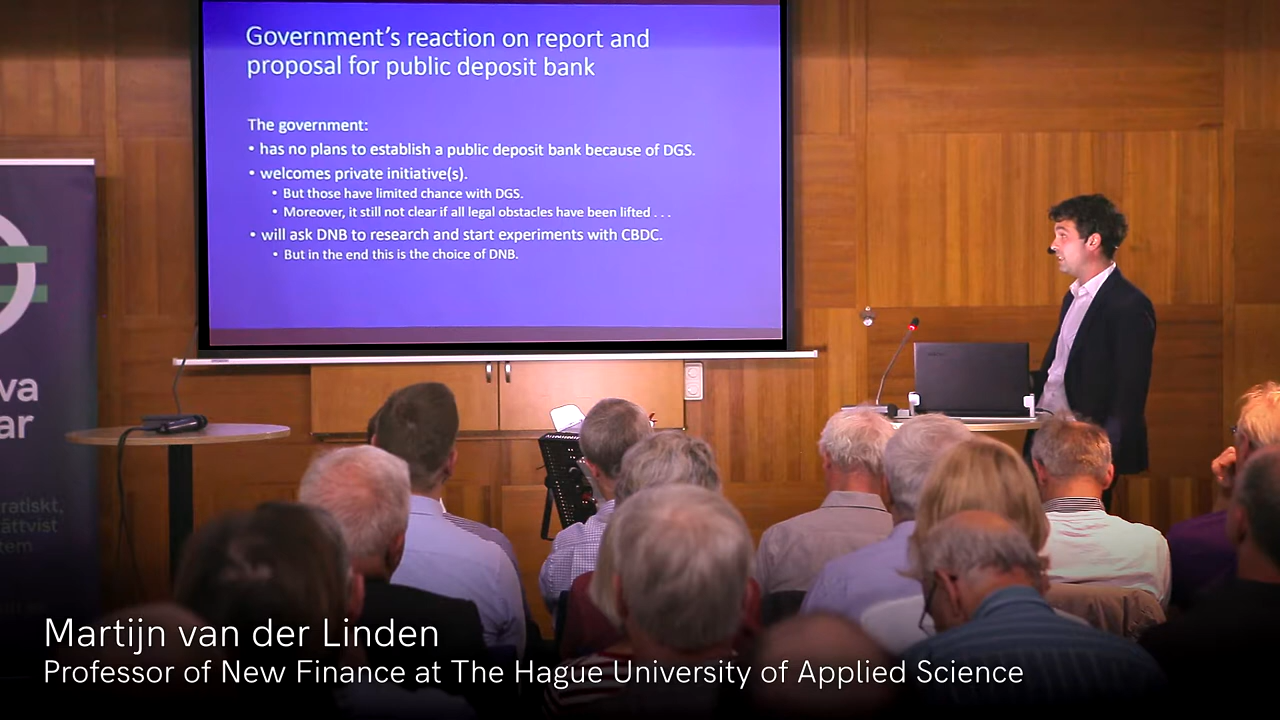 Government's reaction on report and
proposal for public deposit bank
The government:
• has no plans to establish a public deposit bank because of DGS.
• welcomes private initiative(s).
• But those have limited chance with DGS.
• Moreover, it still not clear if all legal obstacles have been lifted . . .
• will ask DNB to research and start experiments with CBDC.
• But in the end this is the choice of DNB.
va
ar
ratiskt,
rättvist
tem
Martijn van der Linden
Professor of New Finance at The Hague University of Applied Science